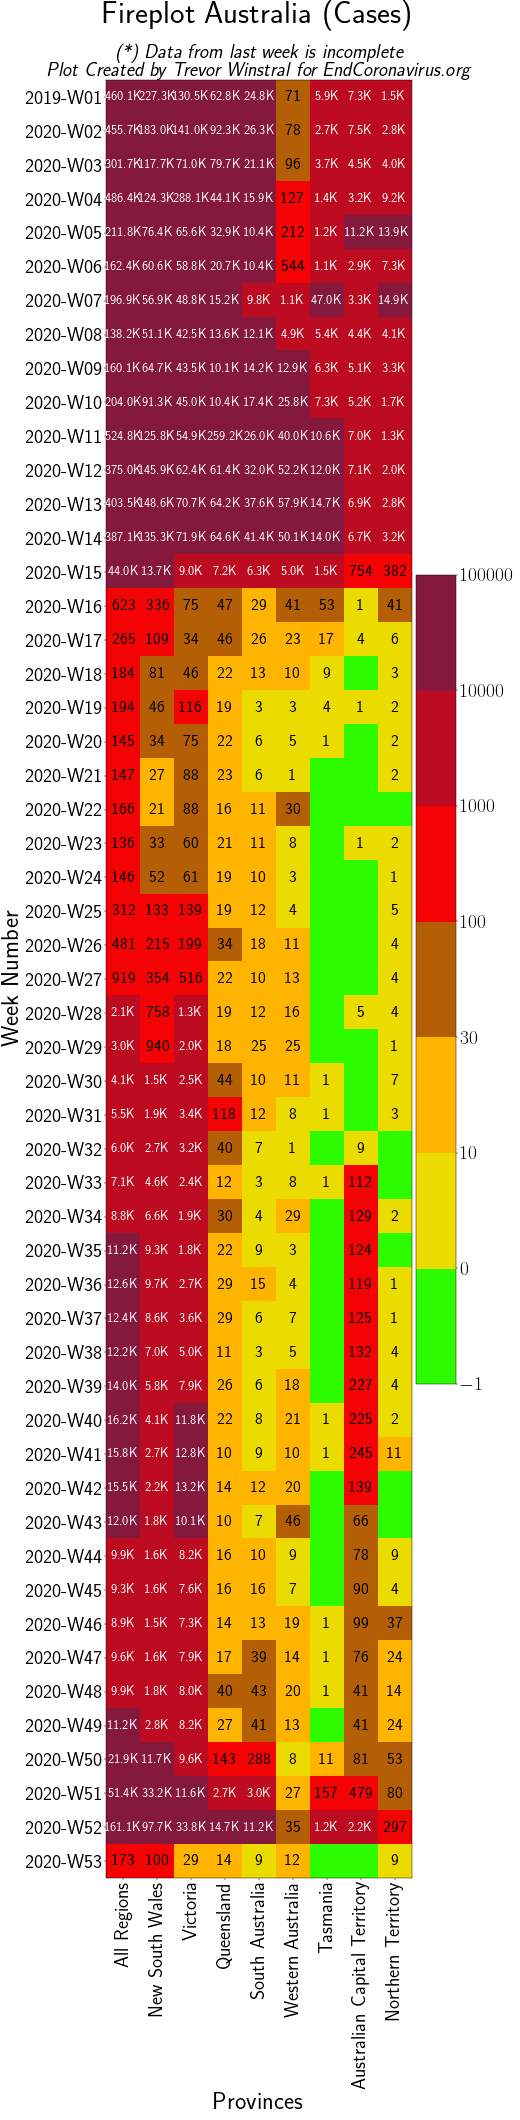 Fireplot Australia (Cases)
(*) Data from last week is incomplete
Plot Created by Trevor Winstral for EndCoronavirus.org
2019-W01 460.1K 227.3K 130.5K 62.8K 24.8K 71 5.9K 7.3K 1.5K
2020-W02 455.7K 183.0K 141.0K 92.3K 26.3K 78 2.7K 7.5K 2.8K
2020-W03 301.7K 117.7K 71.0K 79.7K 21.1K 96 3.7K 4.5K 4.0K
2020-W04 486.4K 124.3K 288.1K 44.1K 15.9K 127 1.4K 3.2K 9.2K
2020-W05 211.8K 76.4K 65.6K 32.9K 10.4K 212 1.2K 11.2K 13.9K
2020-W06 162.4K 60.6K 58.8K 20.7K 10.4K 544 1.1K 2.9K 7.3K
2020-W07 196.9K 56.9K 48.8K 15.2K 9.8K 1.1K 47.0K 3.3K 14.9K
2020-W08 138.2K 51.1K 42.5K 13.6K 12.1K 4.9K 5.4K 4.4K 4.1K
2020-W09 160.1K 64.7K 43.5K 10.1K 14.2K 12.9K 6.3K 5.1K 3.3K
2020-W10 204.0K 91.3K 45.0K 10.4K 17.4K 25.8K 7.3K 5.2K 1.7K
2020-W11 524.8K 125.8K 54.9K 259.2K 26.0K 40.0K 10.6K 7.0K 1.3K
2020-W12 375.0K 145.9K 62.4K 61.4K 32.0K 52.2K 12.0K 7.1K 2.0K
2020-W13 403.5K 148.6K 70.7K 64.2K 37.6K 57.9K 14.7K 6.9K 2.8K
2020-W14 387.1K 135.3K 71.9K 64.6K 41.4K 50.1K 14.0K 6.7K 3.2K
2020-W15 44.0K 13.7K 9.0K 7.2K 6.3K 5.0K 1.5K 754 382
100000
2020-W16 623 336 75 47 29 41 53 1 41
2020-W17 265 109 34 46 26 23 17 4 6
2020-W18 184 81 46 22 13 10 9 3
10000
2020-W19 194 46 116 19 3 3 4 1 2
2020-W20 145 34 75 22 6 5 1 2
2020-W21 147 27 88 23 6 1 2
1000
2020-W22 166 21 88 16 11 30
2020-W23 136 33 60 21 11 8 1 2
2020-W24 146 52 61 19 10 3 1
2020-W25 312 133 139 19 12 4 5
100
2020-W26 481 215 199 34 18 11 4
2020-W27 919 354 516 22 10 13 4
2020-W28 2.1K 758 1.3K 19 12 16 5 4
30
2020-W29 3.0K 940 2.0K 18 25 25 1
2020-W30 4.1K 1.5K 2.5K 44 10 11 1 7
2020-W31 5.5K 1.9K 3.4K 118 12 8 1 3
2020-W32 6.0K 2.7K 3.2K 40 7 1 9
10
2020-W33 7.1K 4.6K 2.4K 12 3 8 1 112
2020-W34 8.8K 6.6K 1.9K 30 4 29 129 2
2020-W35 11.2K 9.3K 1.8K 22 9 3 124
0
2020-W36 12.6K 9.7K 2.7K 29 15 4 119 1
2020-W37 12.4K 8.6K 3.6K 29 6 7 125 1
2020-W38 12.2K 7.0K 5.0K 11 3 5 132 4
2020-W39 14.0K 5.8K 7.9K 26 6 18 227 4
−1
2020-W40 16.2K 4.1K 11.8K 22 8 21 1 225 2
2020-W41 15.8K 2.7K 12.8K 10 9 10 1 245 11
2020-W42 15.5K 2.2K 13.2K 14 12 20 139
2020-W43 12.0K 1.8K 10.1K 10 7 46 66
2020-W44 9.9K 1.6K 8.2K 16 10 9 78 9
2020-W45 9.3K 1.6K 7.6K 16 16 7 90 4
2020-W46 8.9K 1.5K 7.3K 14 13 19 1 99 37
2020-W47 9.6K 1.6K 7.9K 17 39 14 1 76 24
2020-W48 9.9K 1.8K 8.0K 40 43 20 1 41 14
2020-W49 11.2K 2.8K 8.2K 27 41 13 41 24
2020-W50 21.9K 11.7K 9.6K 143 288 8 11 81 53
2020-W51 51.4K 33.2K 11.6K 2.7K 3.0K 27 157 479 80
2020-W52 161.1K 97.7K 33.8K 14.7K 11.2K 35 1.2K 2.2K 297
2020-W53 173 100 29 14 9 12 9
Week Number
All Regions
New South Wales
Victoria
Queensland
South Australia
Western Australia
Tasmania
Australian Capital Territory
Northern Territory
Provinces